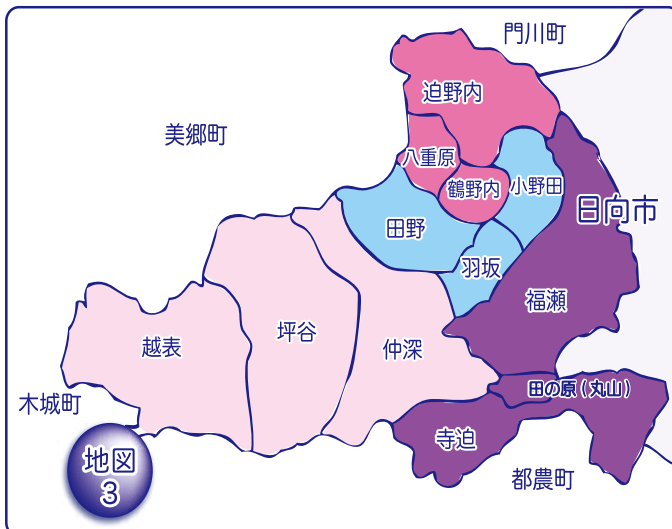 門川町
迫野内
美郷町
八重原
鶴野内
小野田
日向市
田野
羽坂
福瀬
坪谷
越表
仲深
田の原(丸山)
木城町
寺迫
地図
3
都農町